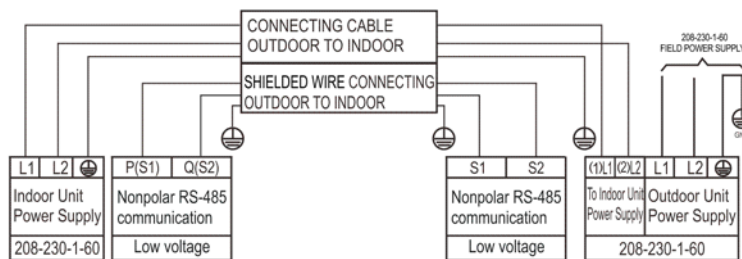 CONNECTING CABLE
OUTDOOR TO INDOOR
SHIELDED WIRE CONNECTING
OUTDOOR TO INDOOR
208-230-1-60
FIELD POWER SUPPLY
L1 L2
Indoor Unit
Power Supply
208-230-1-60
P(S1) Q(S2)
Nonpolar RS-485
communication
Low voltage
S1 S2
Nonpolar RS-485
communication
Low voltage
(1)L1 (2)L2 L1 L2
To Indoor Unit
Power Supply
Outdoor Unit
Power Supply
208-230-1-60